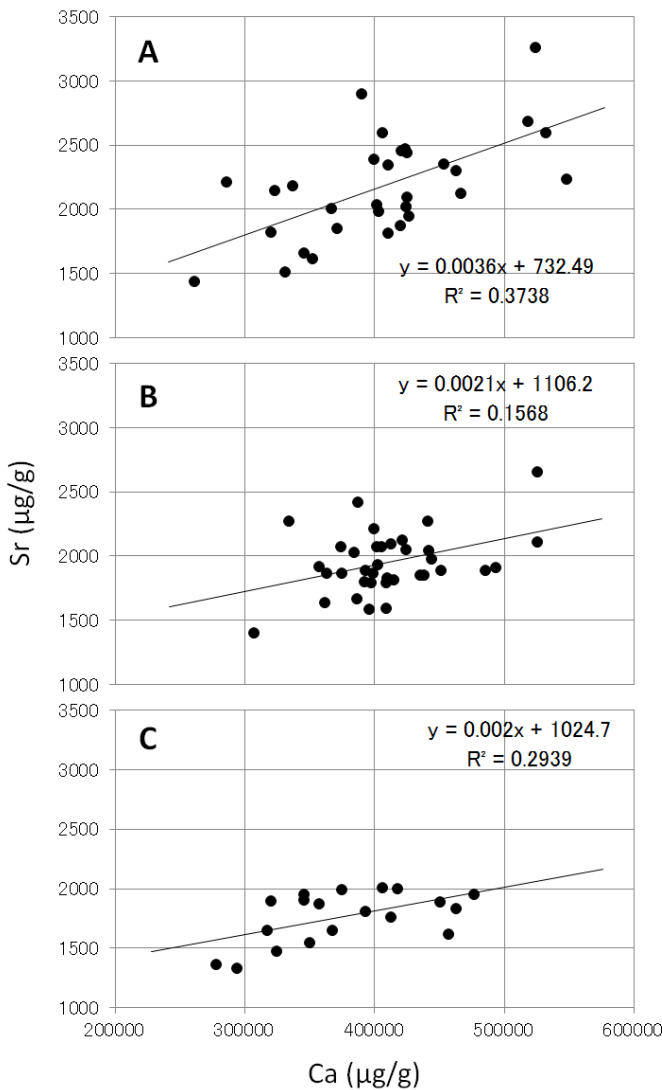 3500
A
3000
2500
2000
1500
y = 0.0036x + 732.49
R² = 0.3738
1000
3500
B
y = 0.0021x + 1106.2
R² = 0.1568
3000
2500
2000
1500
1000
Sr (µg/g)
3500
C
y = 0.002x + 1024.7
R² = 0.2939
3000
2500
2000
1500
1000
200000 300000 400000 500000 600000
Ca (µg/g)